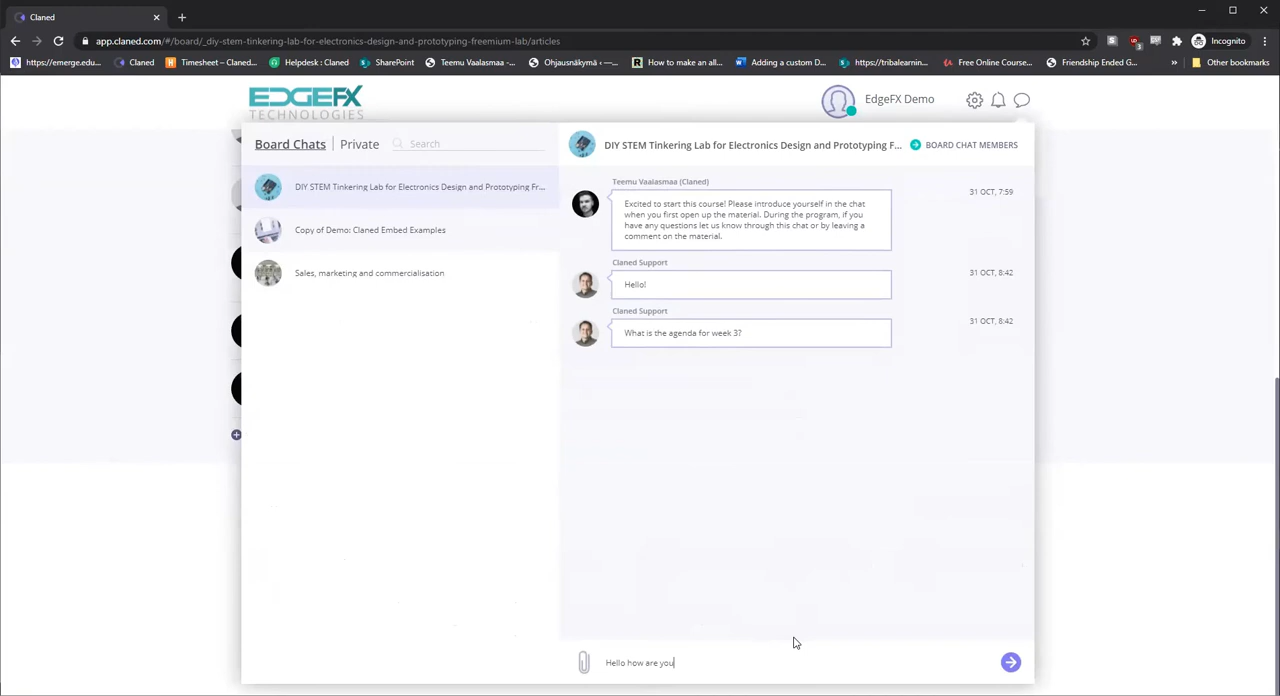 Claned
app.claned.com/#/board/_diy-stem-tinkering-lab-for-electronics-design-and-prototyping-freemium-lab/articles
Incognito
https://emerge.edu...
Claned
Timesheet – Claned...
Helpdesk : Claned
SharePoint
Teemu Vaalasmaa -...
Ohjausnäkymä ‹ —...
How to make an all...
Adding a custom D...
https://tribalearning...
Free Online Course...
Friendship Ended G...
»
Other bookmarks
EDGEFX
TECHNOLOGIES
EdgeFX Demo
Board Chats
Private
Search
DIY STEM Tinkering Lab for Electronics Design and Prototyping Fr...
Copy of Demo: Claned Embed Examples
Sales, marketing and commercialisation
DIY STEM Tinkering Lab for Electronics Design and Prototyping F...
BOARD CHAT MEMBERS
Teemu Vaalasmaa (Claned)
31 OCT, 7:59
Excited to start this course! Please introduce yourself in the chat
when you first open up the material. During the program, if you
have any questions let us know through this chat or by leaving a
comment on the material.
Claned Support
31 OCT, 8:42
Hello!
Claned Support
31 OCT, 8:42
What is the agenda for week 3?
Hello how are you